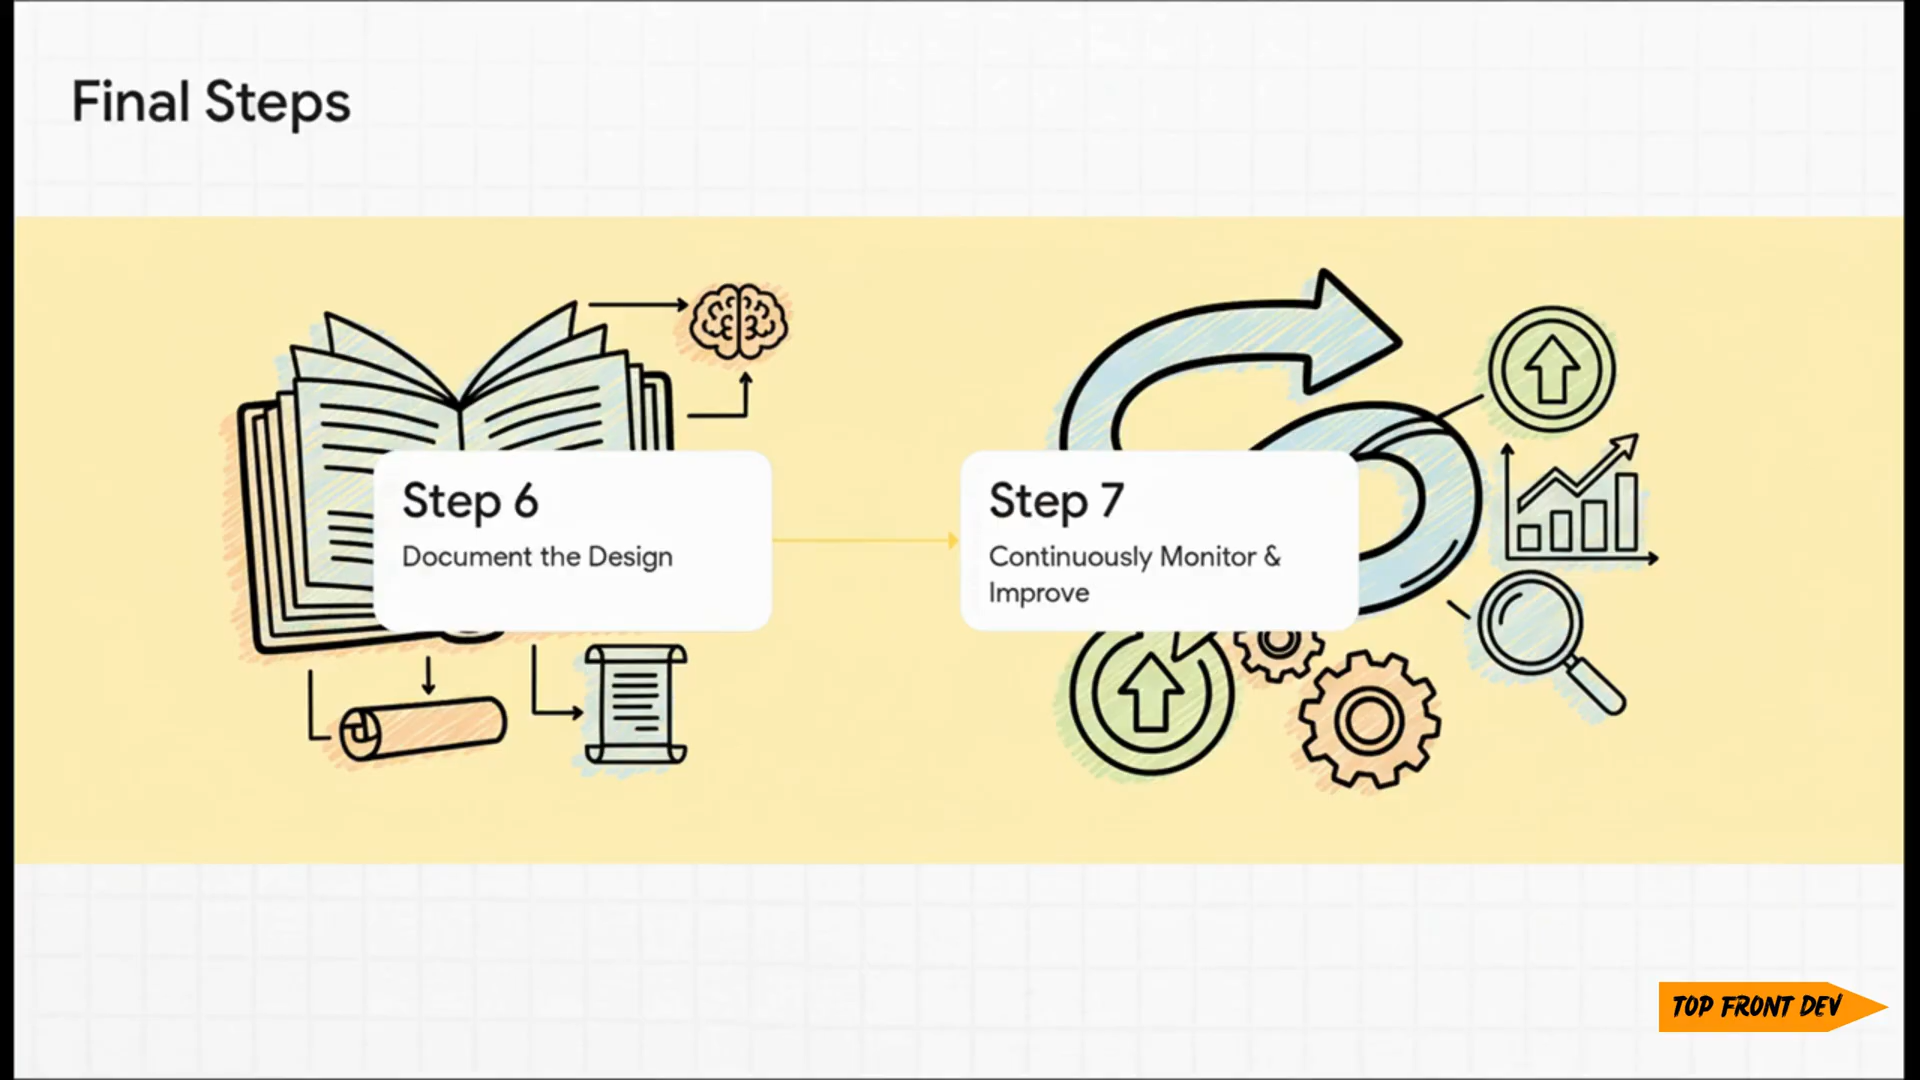 Final Steps
Step 6
Document the Design
Step 7
Continuously Monitor &
Improve
TOP FRONT DEV